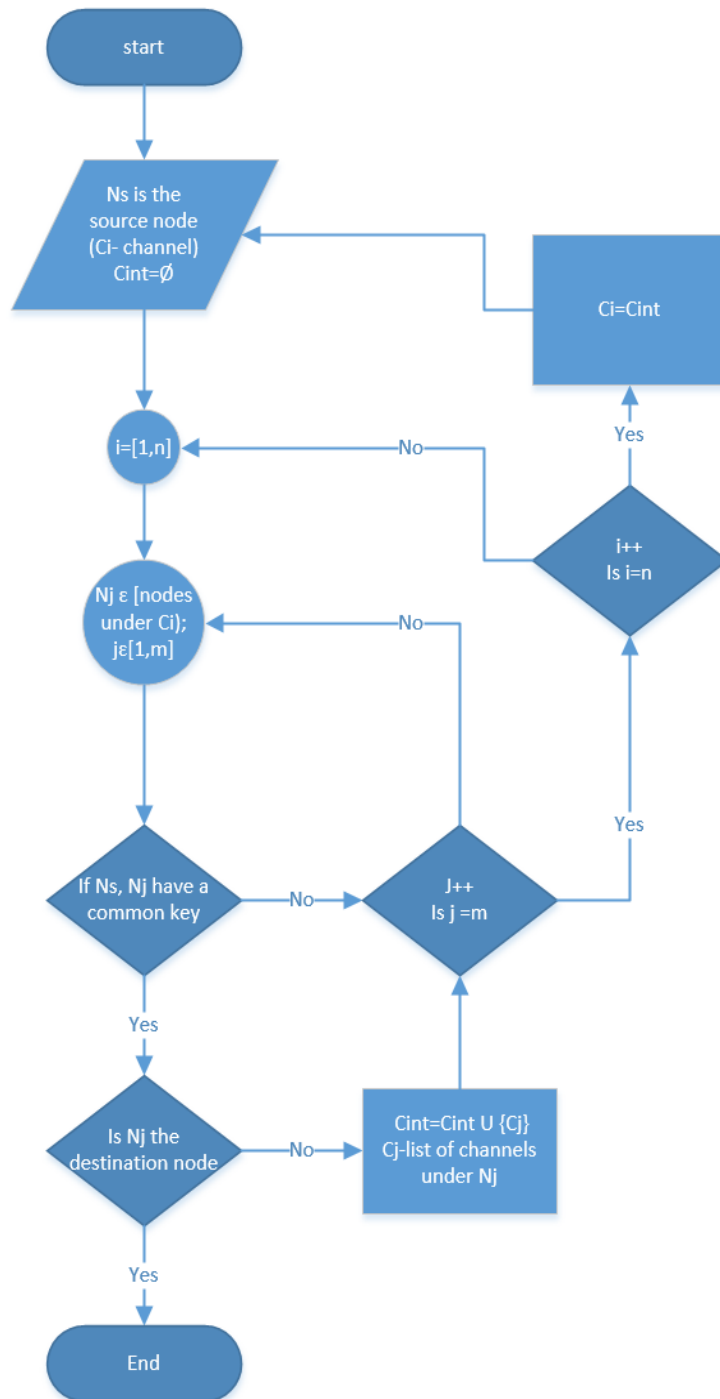 start
Ns is the
source node
(Ci- channel)
Cint=Ø
Ci=Cint
i=[1,n]
No
Yes
i++
Is i=n
Nj ε [nodes
under Ci);
jε[1,m]
No
Yes
If Ns, Nj have a
common key
No
J++
Is j =m
Yes
Is Nj the
destination node
No
Cint=Cint U {Cj}
Cj-list of channels
under Nj
Yes
End